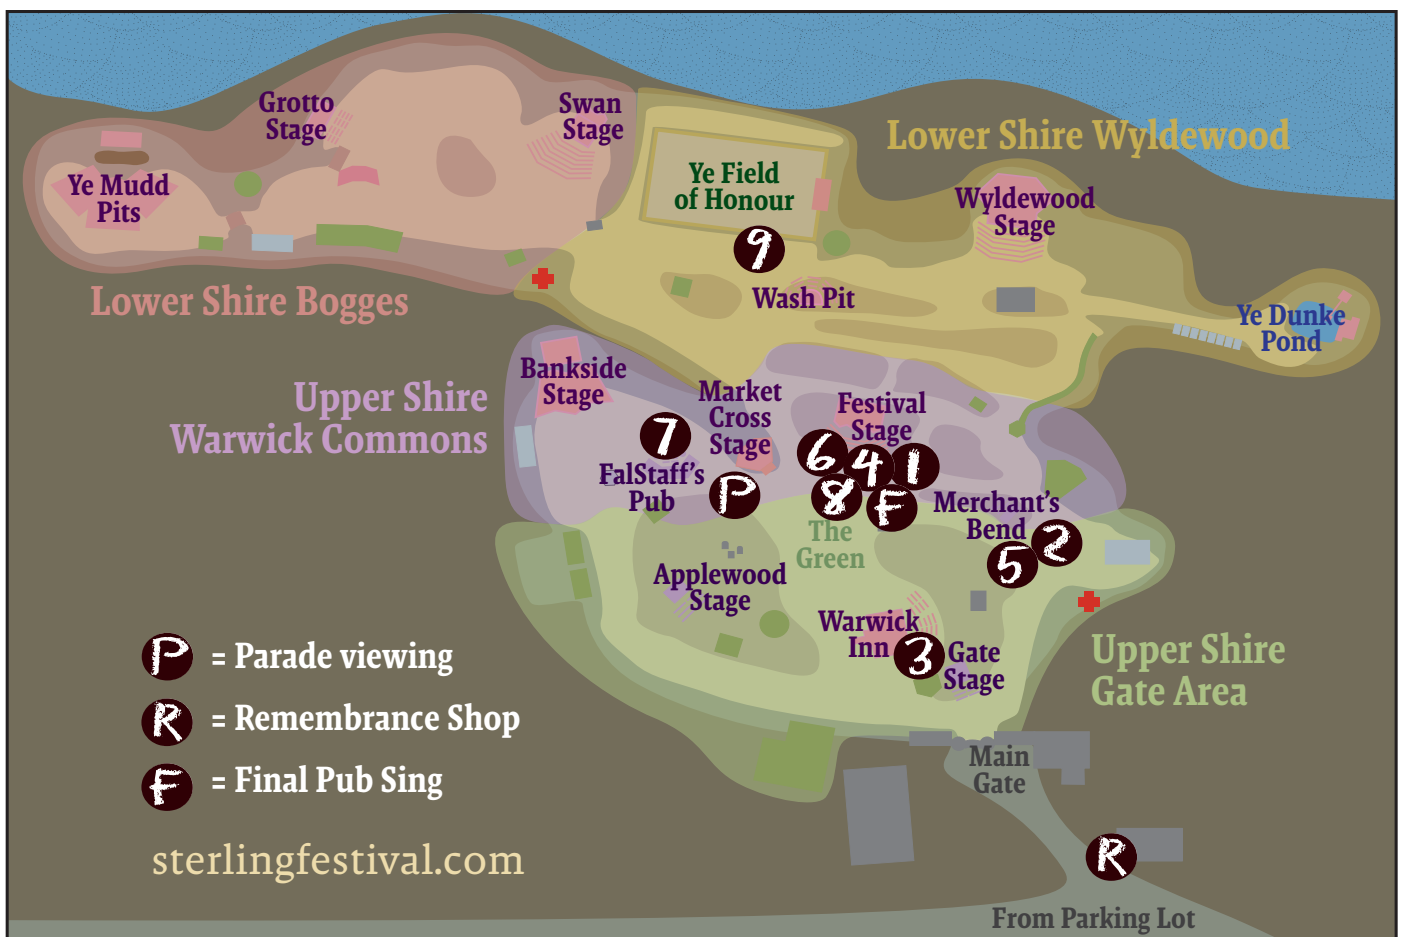 Grotto
Stage
Swan
Stage
Lower Shire Wyldewood
Ye Mudd
Pits
Ye Field
of Honour
Wyldewood
Stage
9
Wash Pit
Lower Shire Bogges
Ye Dunke
Pond
Bankside
Stage
Upper Shire
Warwick Commons
Market
Cross
Stage
Festival
Stage
7
6
4
1
FalStaff's
Pub
P
8
F
Merchant's
Bend
The
Green
2
5
Applewood
Stage
Warwick
Inn
3
Gate
Stage
Upper Shire
Gate Area
P = Parade viewing
R = Remembrance Shop
F = Final Pub Sing
Main
Gate
sterlingfestival.com
R
From Parking Lot